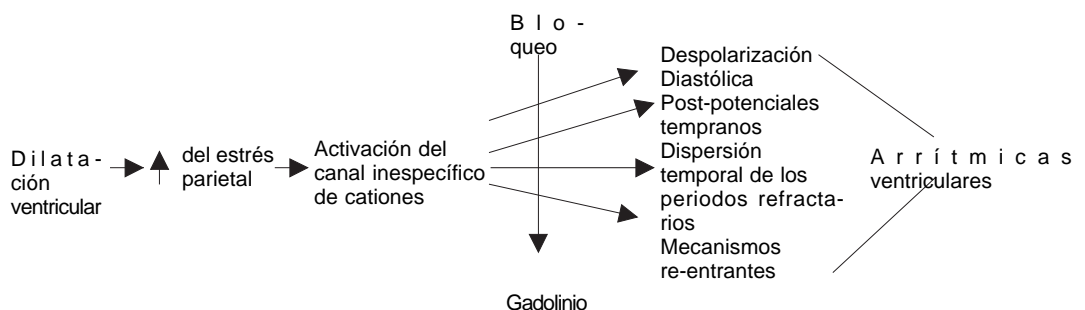 B l o -
queo
Despolarización
Diastólica
Post-potenciales
tempranos
Dispersión
temporal de los
periodos refracta-
rios
Mecanismos
re-entrantes
D i l a t a -
ción
ventricular
del estrés
parietal
Activación del
canal inespecífico
de cationes
A r r í t m i c a s
ventriculares
Gadolinio